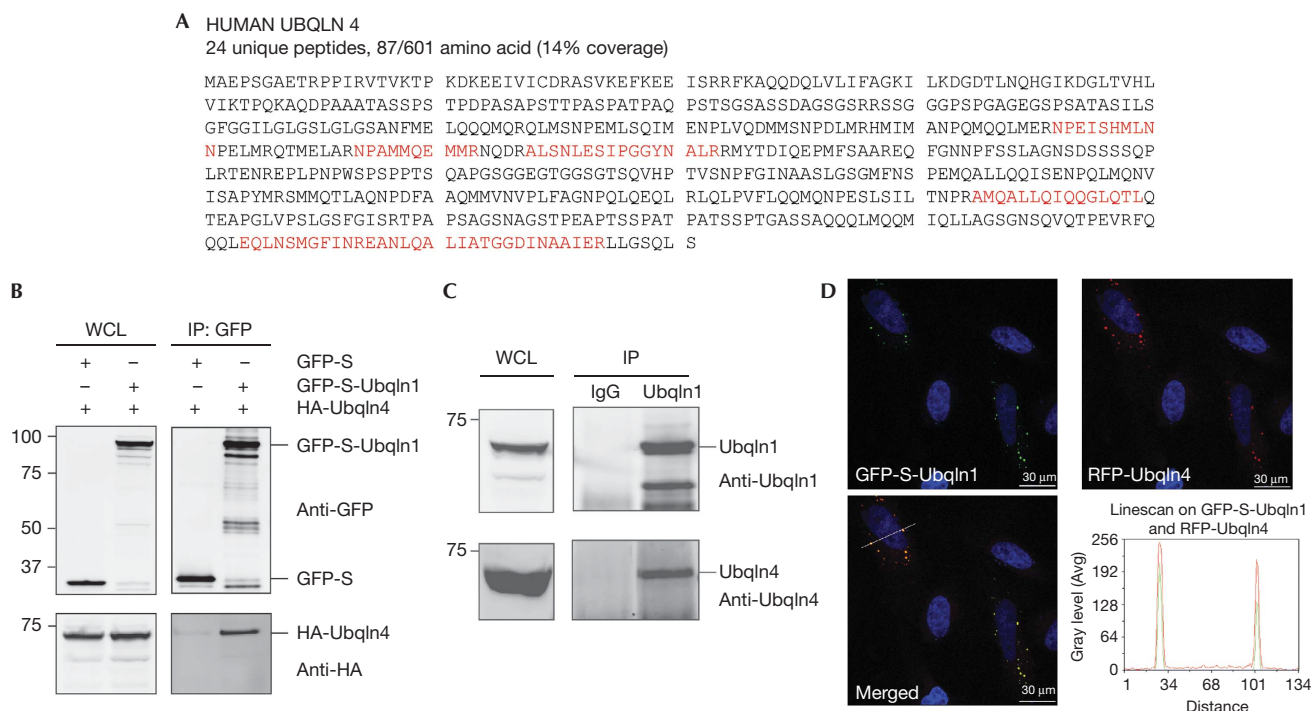 A HUMAN UBQLN 4
24 unique peptides, 87/601 amino acid (14% coverage)
MAEPSGAETRPPIRVTVKTP KDKEEIVICDRASVKEFKEE ISRRFKAQQDQLVLIFAGKI LKDGDTLNQHGIKDGLTVHL
VIKTPQKAQDPAAATASSPS TPDPASAPSTTPASPATPAQ PSTSGSASSDAGSGSRRSSG GGPSPGAGEGSPSATASILS
GFGGILGLGSLGLGSANFME LQQQMQRQLMSNPEMLSQIM ENPLVQDMMSNPDLMRHMIM ANPQMQQLMERNPEISHMLN
NPELMRQTMELARNPAMMQE MMRNQDRALSNLESIPGGYN ALRRMYTDIQEPMFSAAREQ FGNNPFSSLAGNSDSSSSQP
LRTENREPLPNPWSPSPPTS QAPGSGGEGTGGSGTSQVHP TVSNPFGINAASLGSGMFNS PEMQALLQQISENPQLMQNV
ISAPYMRSMMQTLAQNPDFA AQMMVNVPLFAGNPQLQEQL RLQLPVFLQQMQNPESLSIL TNPRAMQALLQIQQGLQTLQ
TEAPGLVPSLGSFGISRTPA PSAGSNAGSTPEAPTSSPAT PATSSPTGASSAQQQLMQQM IQLLAGSGNSQVQTPEVRFQ
QQLEQLNSMGFINREANLQA LIATGGDINAAIERLLGSQLS S
B
WCL IP: GFP
+ – + – GFP-S
– + – + GFP-S-Ubqln1
+ + + + HA-Ubqln4
100
GFP-S-Ubqln1
75
Anti-GFP
50
37
GFP-S
75
HA-Ubqln4
Anti-HA
C
WCL IP
IgG Ubqln1
75
Ubqln1
Anti-Ubqln1
75
Ubqln4
Anti-Ubqln4
D
GFP-S-Ubqln1 30 μm
RFP-Ubqln4 30 μm
Merged 30 μm
Linescan on GFP-S-Ubqln1
and RFP-Ubqln4
Gray level (Avg)
256
192
128
64
0
1 34 68 101 134
Distance